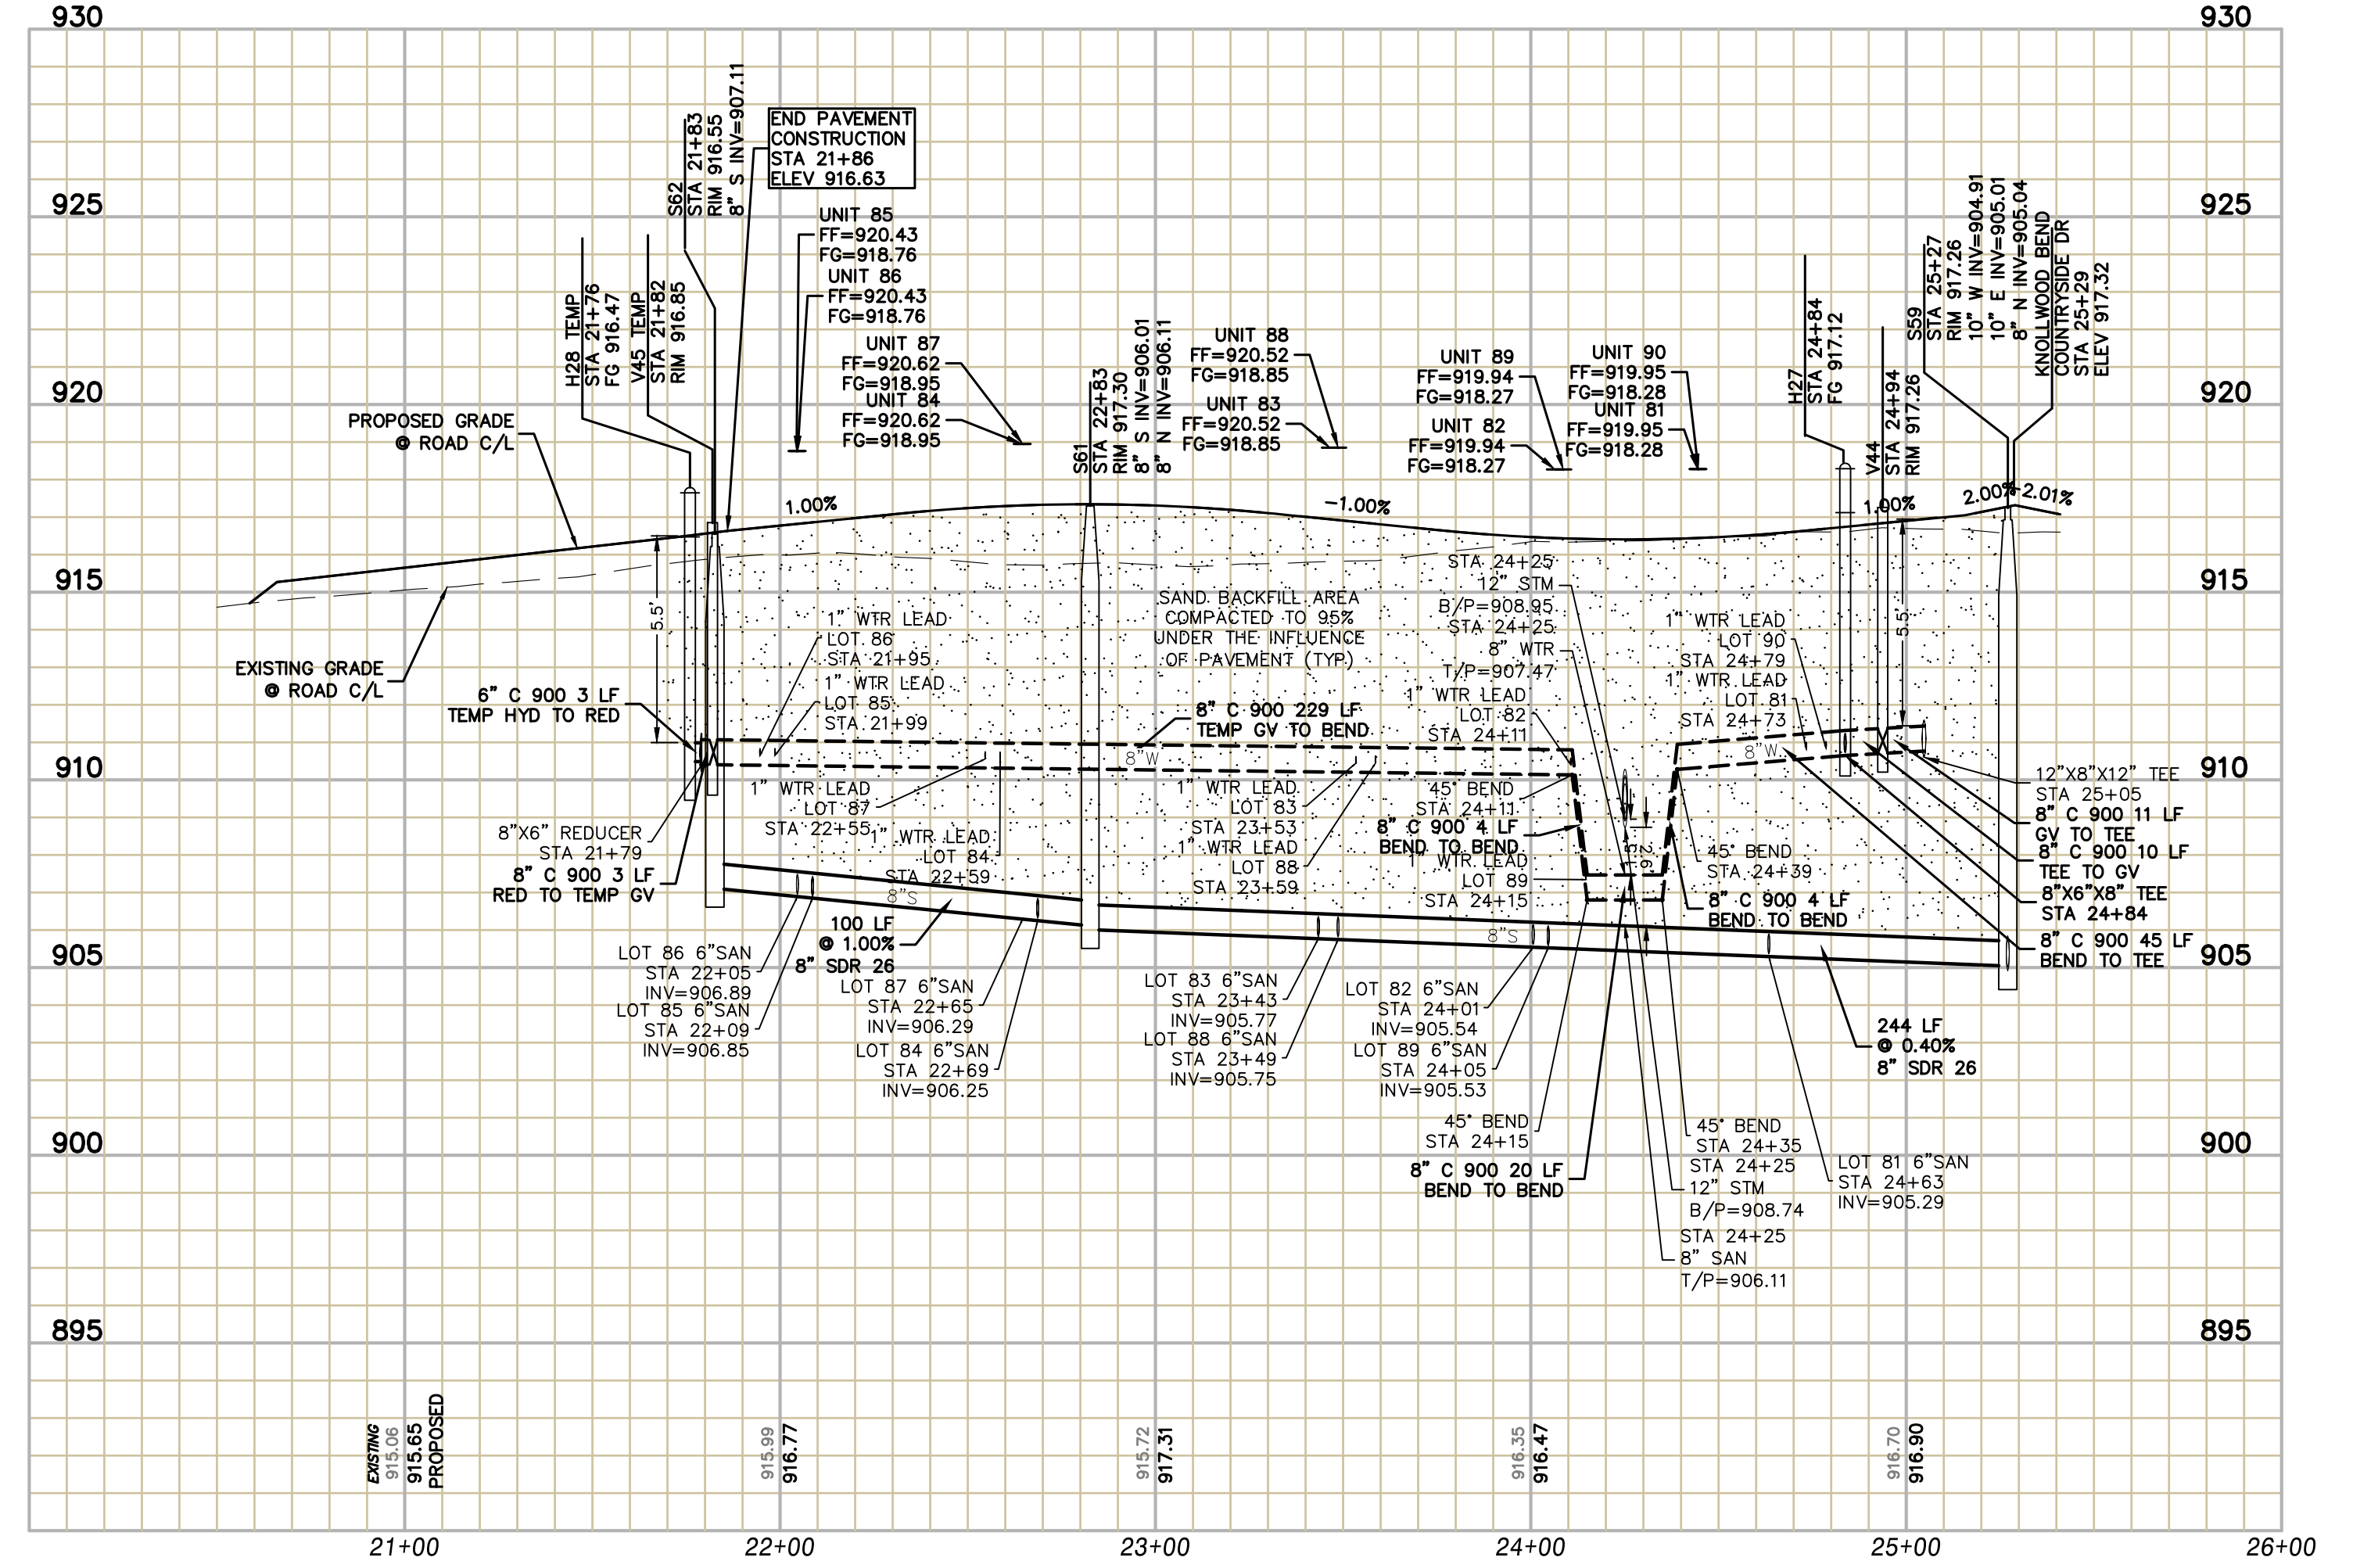 930
930
925
925
920
920
915
915
910
910
905
905
900
900
895
895
H28 TEMP
STA 21+76
FG 916.47
V45 TEMP
STA 21+82
RIM 916.85
S62
STA 21+83
RIM 916.55
8" S INV=907.11
END PAVEMENT
CONSTRUCTION
STA 21+86
ELEV 916.63
UNIT 85
FF=920.43
FG=918.76
UNIT 86
FF=920.43
FG=918.76
UNIT 87
FF=920.62
FG=918.95
UNIT 84
FF=920.62
FG=918.95
S61
STA 22+83
RIM 917.30
8" S INV=906.01
8" N INV=906.11
UNIT 88
FF=920.52
FG=918.85
UNIT 83
FF=920.52
FG=918.85
UNIT 89
FF=919.94
FG=918.27
UNIT 82
FF=919.94
FG=918.27
UNIT 90
FF=919.95
FG=918.28
UNIT 81
FF=919.95
FG=918.28
H27
STA 24+84
FG 917.12
V44
STA 24+94
RIM 917.26
S59
STA 25+27
RIM 917.26
10" W INV=904.91
10" E INV=905.01
8" N INV=905.04
KNOLLWOOD BEND
COUNTRYSIDE DR
STA 25+29
ELEV 917.32
PROPOSED GRADE
@ ROAD C/L
EXISTING GRADE
@ ROAD C/L
1.00%
-1.00%
1.00%
2.00%
-2.01%
5.5'
5.5'
6" C 900 3 LF
TEMP HYD TO RED
1" WTR LEAD
LOT 86
STA 21+95
1" WTR LEAD
LOT 85
STA 21+99
SAND BACKFILL AREA
COMPACTED TO 95%
UNDER THE INFLUENCE
OF PAVEMENT (TYP)
8" C 900 229 LF
TEMP GV TO BEND
8"W
STA 24+25
12" STM
B/P=908.95
STA 24+25
8" WTR
T/P=907.47
1" WTR LEAD
LOT 82
STA 24+11
1" WTR LEAD
LOT 90
STA 24+79
1" WTR LEAD
LOT 81
STA 24+73
8"W
1" WTR LEAD
LOT 87
STA 22+55
1" WTR LEAD
LOT 84
STA 22+59
1" WTR LEAD
LOT 83
STA 23+53
1" WTR LEAD
LOT 88
STA 23+59
45° BEND
STA 24+11
8" C 900 4 LF
BEND TO BEND
1" WTR LEAD
LOT 89
STA 24+15
45° BEND
STA 24+39
8" C 900 4 LF
BEND TO BEND
12"X8"X12" TEE
STA 25+05
8" C 900 11 LF
GV TO TEE
8" C 900 10 LF
TEE TO GV
8"X6"X8" TEE
STA 24+84
8" C 900 45 LF
BEND TO TEE
8"X6" REDUCER
STA 21+79
8" C 900 3 LF
RED TO TEMP GV
8"S
100 LF
@ 1.00%
8" SDR 26
8"S
LOT 86 6"SAN
STA 22+05
INV=906.89
LOT 85 6"SAN
STA 22+09
INV=906.85
LOT 87 6"SAN
STA 22+65
INV=906.29
LOT 84 6"SAN
STA 22+69
INV=906.25
LOT 83 6"SAN
STA 23+43
INV=905.77
LOT 88 6"SAN
STA 23+49
INV=905.75
LOT 82 6"SAN
STA 24+01
INV=905.54
LOT 89 6"SAN
STA 24+05
INV=905.53
244 LF
@ 0.40%
8" SDR 26
45° BEND
STA 24+15
8" C 900 20 LF
BEND TO BEND
45° BEND
STA 24+35
STA 24+25
12" STM
B/P=908.74
STA 24+25
8" SAN
T/P=906.11
LOT 81 6"SAN
STA 24+63
INV=905.29
EXISTING
915.06
915.65
PROPOSED
915.99
916.77
915.72
917.31
916.35
916.47
916.70
916.90
21+00
22+00
23+00
24+00
25+00
26+00